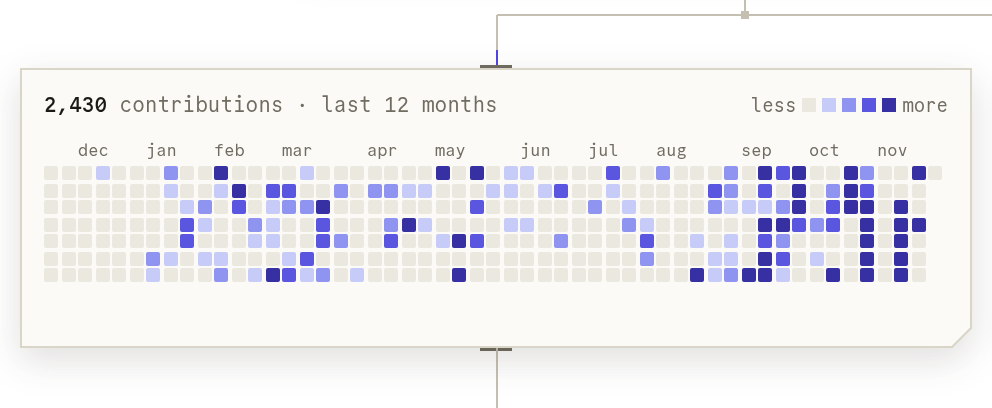 2,430 contributions · last 12 months
less more
dec jan feb mar apr may jun jul aug sep oct nov